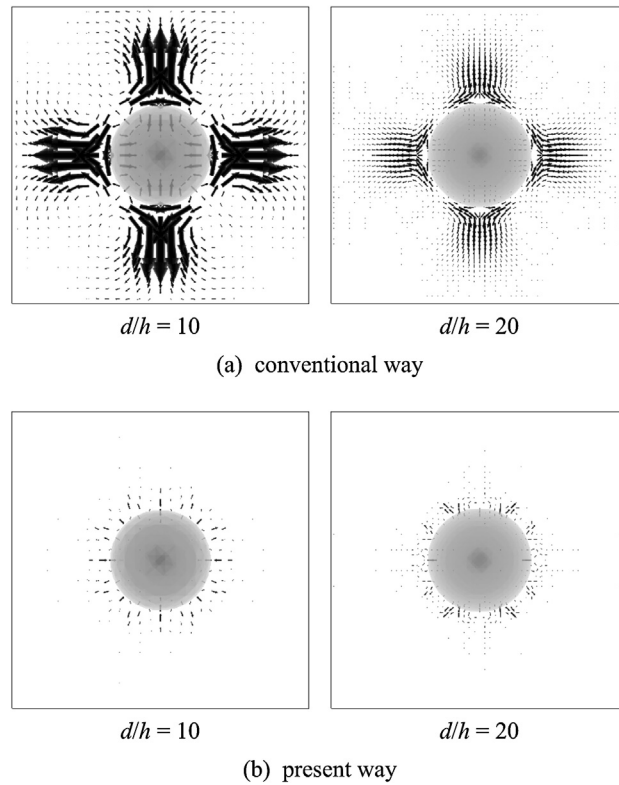 d/h = 10
d/h = 20
(a) conventional way
d/h = 10
d/h = 20
(b) present way